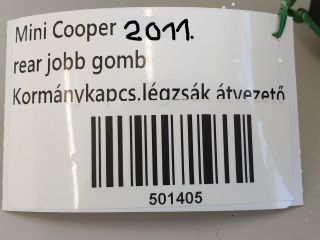 Mini Cooper 2011.
rear jobb gomb
Kormánykapcs.légzsák átvezető
501405